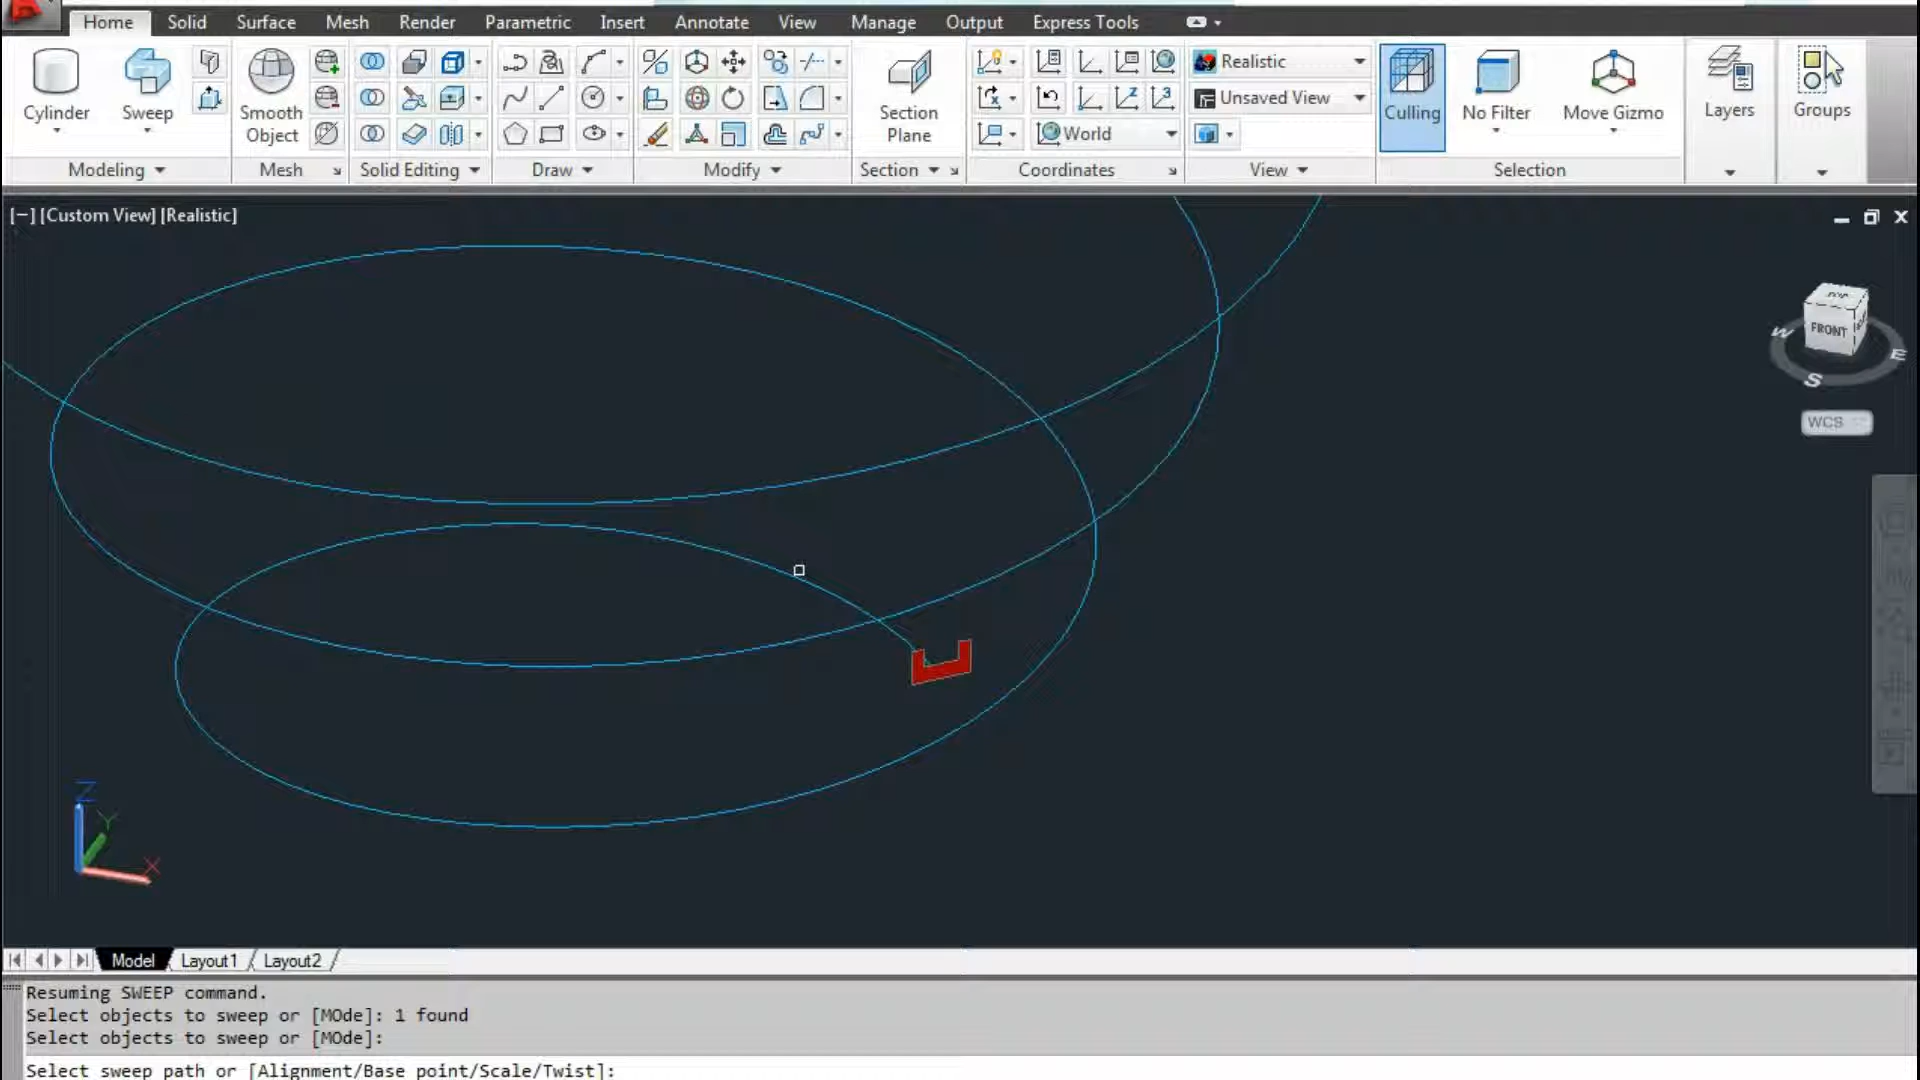 Home Solid Surface Mesh Render Parametric Insert Annotate View Manage Output Express Tools
Cylinder
Sweep
Smooth
Object
Section
Plane
Realistic
Unsaved View
World
Culling
No Filter
Move Gizmo
Layers
Groups
Modeling Mesh Solid Editing Draw Modify Section Coordinates View Selection
[−] [Custom View] [Realistic]
TOP
FRONT
W
E
S
WCS
Z
Y
X
Model Layout1 Layout2
Resuming SWEEP command.
Select objects to sweep or [MOde]: 1 found
Select objects to sweep or [MOde]:
Select sweep path or [Alignment/Base point/Scale/Twist]: